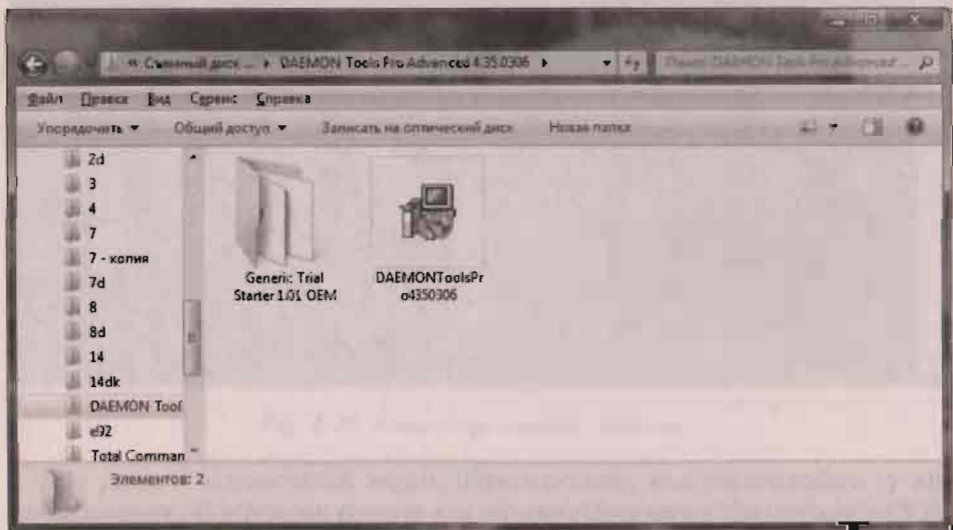 « Съемный диск ... ▸ DAEMON Tools Pro Advanced 4.35.0306 ▸
Файл Правка Вид Сервис Справка
Упорядочить ▾ Общий доступ ▾ Записать на оптический диск Новая папка
2d
3
4
7
7 - копия
7d
8
8d
14
14dk
DAEMON Tool
e92
Total Comman
Generic Trial
Starter 1.01 OEM
DAEMONToolsPr
o4350306
Элементов: 2